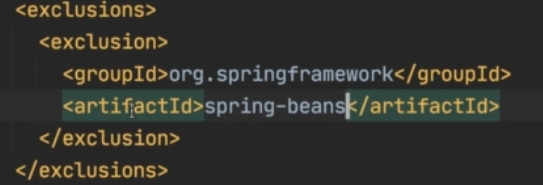 <exclusions>
<exclusion>
<groupId>org.springframework</groupId>
<artifactId>spring-beans</artifactId>
</exclusion>
</exclusions>